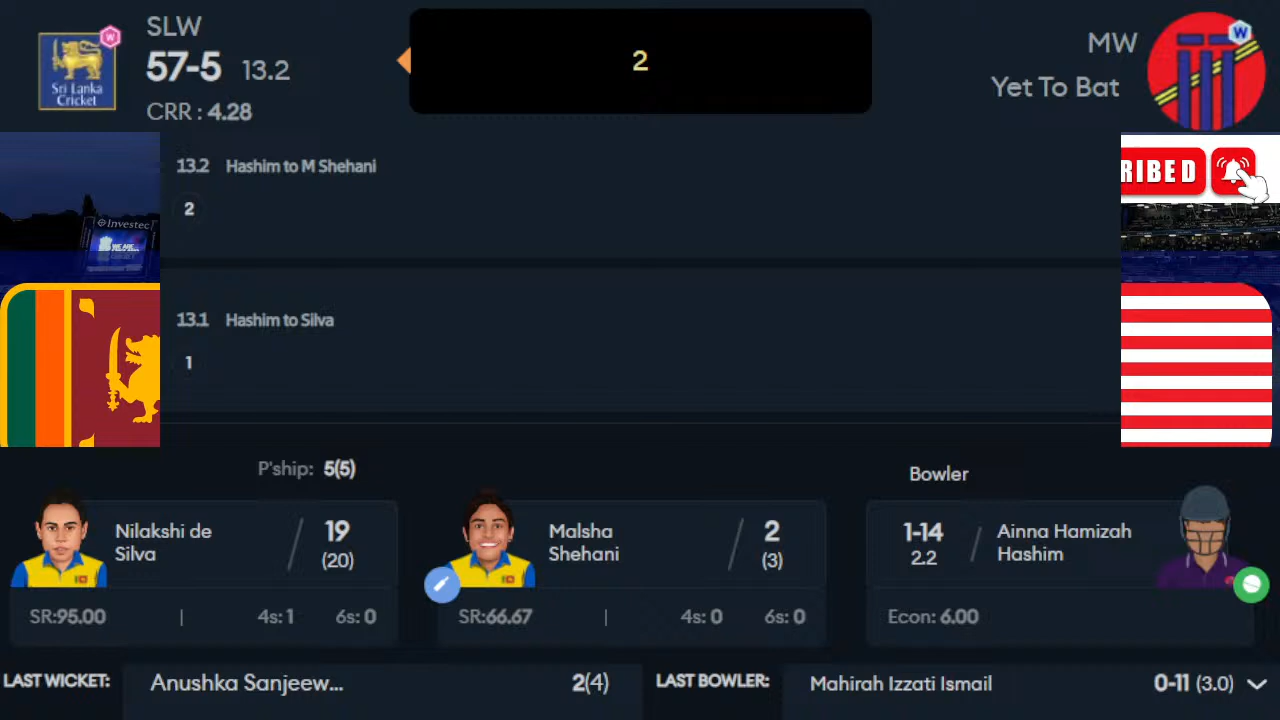 SLW
57-5 13.2
CRR : 4.28
Sri Lanka
Cricket
W
2
MW
Yet To Bat
W
13.2 Hashim to M Shehani
2
RIBED
Investec
WE ARE
13.1 Hashim to Silva
1
P'ship: 5(5)
Bowler
Nilakshi de
Silva
19
(20)
SR:95.00 | 4s: 1 6s: 0
Malsha
Shehani
2
(3)
SR:66.67 | 4s: 0 6s: 0
1-14
2.2
Ainna Hamizah
Hashim
Econ: 6.00
LAST WICKET: Anushka Sanjeew... 2(4)
LAST BOWLER: Mahirah Izzati Ismail 0-11 (3.0)